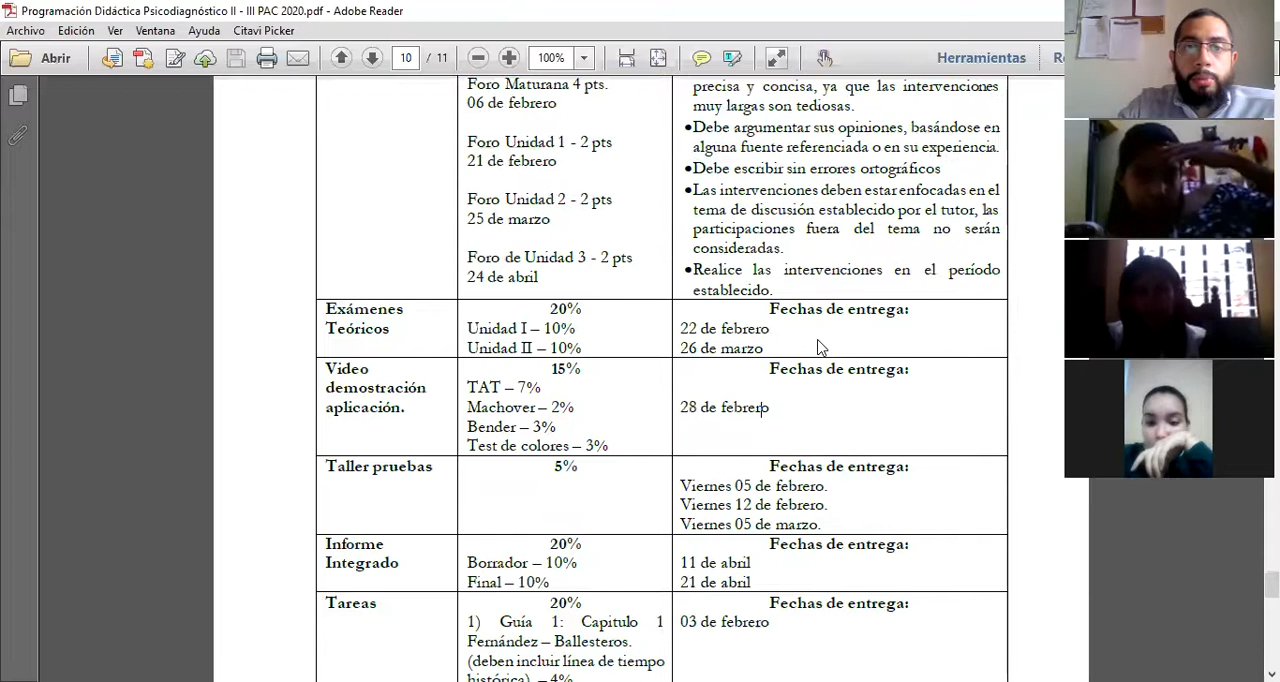 Programación Didáctica Psicodiagnóstico II - III PAC 2020.pdf - Adobe Reader
Archivo Edición Ver Ventana Ayuda Citavi Picker
Abrir 10 / 11 100% Herramientas
Foro Maturana 4 pts.
06 de febrero
Foro Unidad 1 - 2 pts
21 de febrero
Foro Unidad 2 - 2 pts
25 de marzo
Foro de Unidad 3 - 2 pts
24 de abril
precisa y concisa, ya que las intervenciones
muy largas son tediosas.
•Debe argumentar sus opiniones, basándose en
alguna fuente referenciada o en su experiencia.
•Debe escribir sin errores ortográficos
•Las intervenciones deben estar enfocadas en el
tema de discusión establecido por el tutor, las
participaciones fuera del tema no serán
consideradas.
•Realice las intervenciones en el período
establecido.
Exámenes
Teóricos
20%
Unidad I – 10%
Unidad II – 10%
Fechas de entrega:
22 de febrero
26 de marzo
Video
demostración
aplicación.
15%
TAT – 7%
Machover – 2%
Bender – 3%
Test de colores – 3%
Fechas de entrega:
28 de febrero
Taller pruebas
5%
Fechas de entrega:
Viernes 05 de febrero.
Viernes 12 de febrero.
Viernes 05 de marzo.
Informe
Integrado
20%
Borrador – 10%
Final – 10%
Fechas de entrega:
11 de abril
21 de abril
Tareas
20%
1) Guía 1: Capitulo 1
Fernández – Ballesteros.
(deben incluir línea de tiempo
histórica) – 4%
Fechas de entrega:
03 de febrero